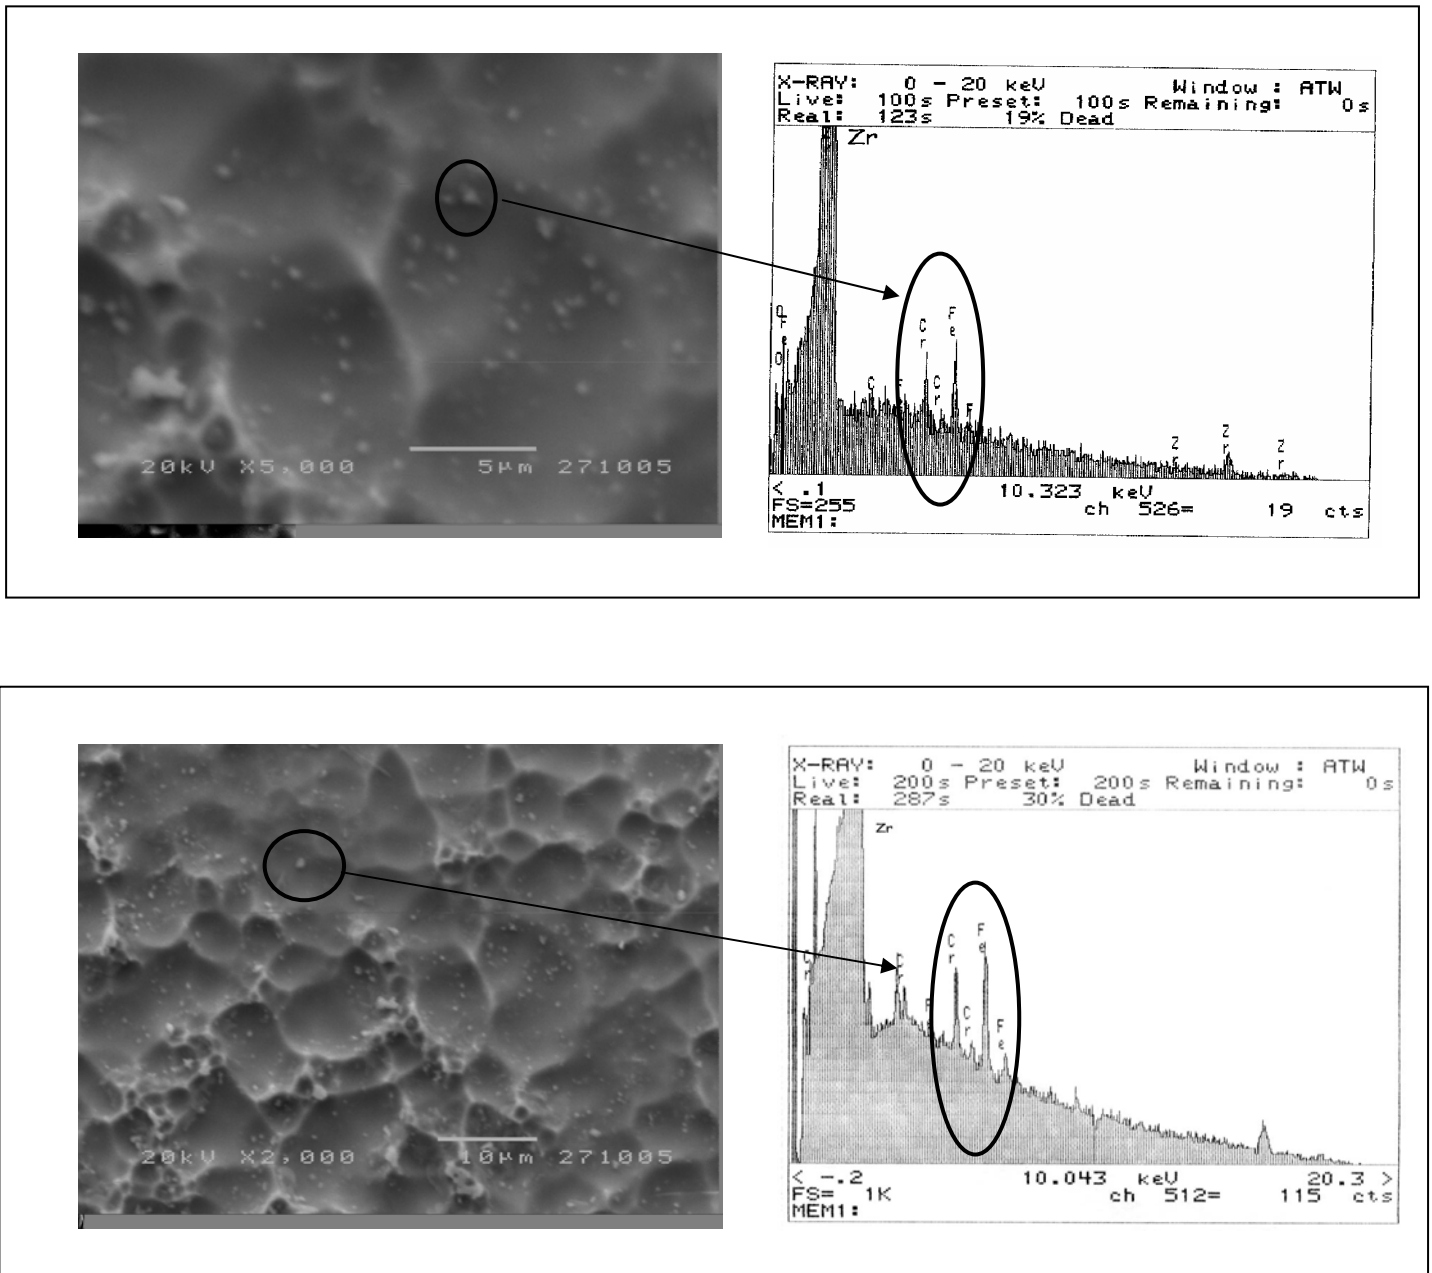 X-RAY: 0 - 20 keV Window : ATW
Live: 100s Preset: 100s Remaining: 0s
Real: 123s 19% Dead
Zr
Fe
Cr
O
C
Cr
F
Zr
Zr
Zr
20kV X5,000 5µm 271005
< .1 10.323 keV
FS=255 ch 526= 19 cts
MEM1:
X-RAY: 0 - 20 keV Window : ATW
Live: 200s Preset: 200s Remaining: 0s
Real: 287s 30% Dead
Zr
Fe
Cr
Cr
Cr
Cr
Fe
20kV X2,000 10µm 271005
< -.2 10.043 keV 20.3 >
FS= 1K ch 512= 115 cts
MEM1: